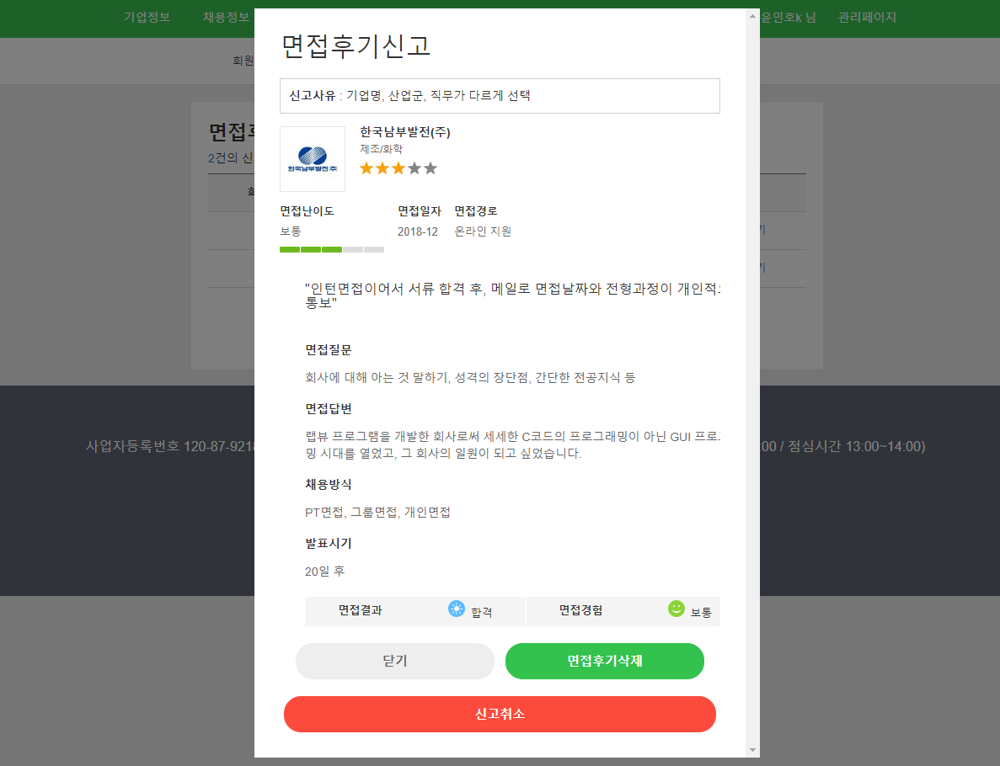 기업정보 채용정보 윤민호k 님 관리페이지
회원
면접후기신고
신고사유 : 기업명, 산업군, 직무가 다르게 선택
면접후
2건의 신
한국남부발전(주)
제조/화학
한국남부발전(주)
면접난이도 면접일자 면접경로
보통 2018-12 온라인 지원
"인턴면접이어서 서류 합격 후, 메일로 면접날짜와 전형과정이 개인적으
통보"
면접질문
회사에 대해 아는 것 말하기, 성격의 장단점, 간단한 전공지식 등
면접답변
랩뷰 프로그램을 개발한 회사로써 세세한 C코드의 프로그래밍이 아닌 GUI 프로그
밍 시대를 열었고, 그 회사의 일원이 되고 싶었습니다.
사업자등록번호 120-87-9218 :00 / 점심시간 13:00~14:00)
채용방식
PT면접, 그룹면접, 개인면접
발표시기
20일 후
면접결과 합격 면접경험 보통
닫기 면접후기삭제
신고취소